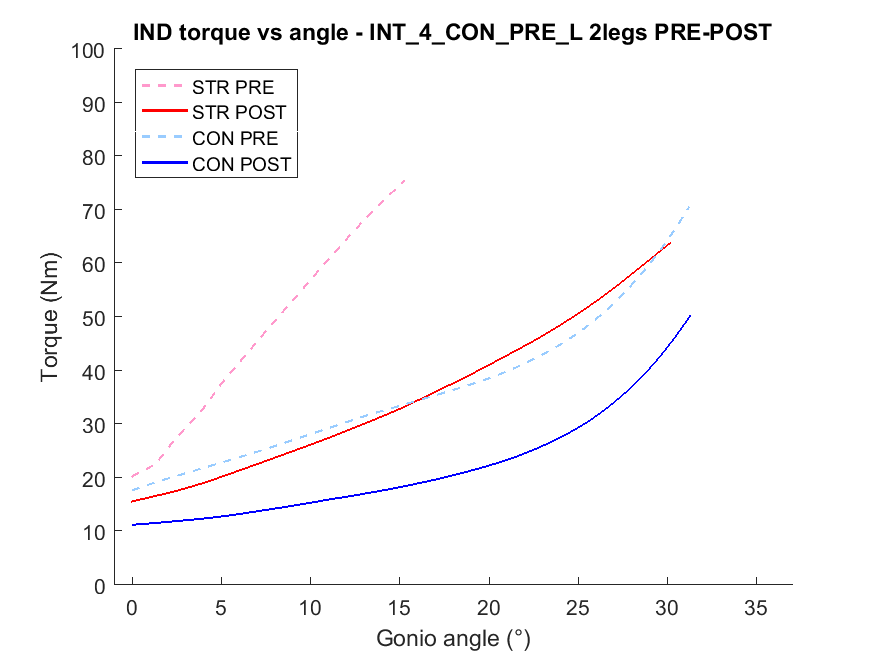 IND torque vs angle - INT_4_CON_PRE_L 2legs PRE-POST
STR PRE
STR POST
CON PRE
CON POST
Torque (Nm)
100
90
80
70
60
50
40
30
20
10
0
0 5 10 15 20 25 30 35
Gonio angle (°)